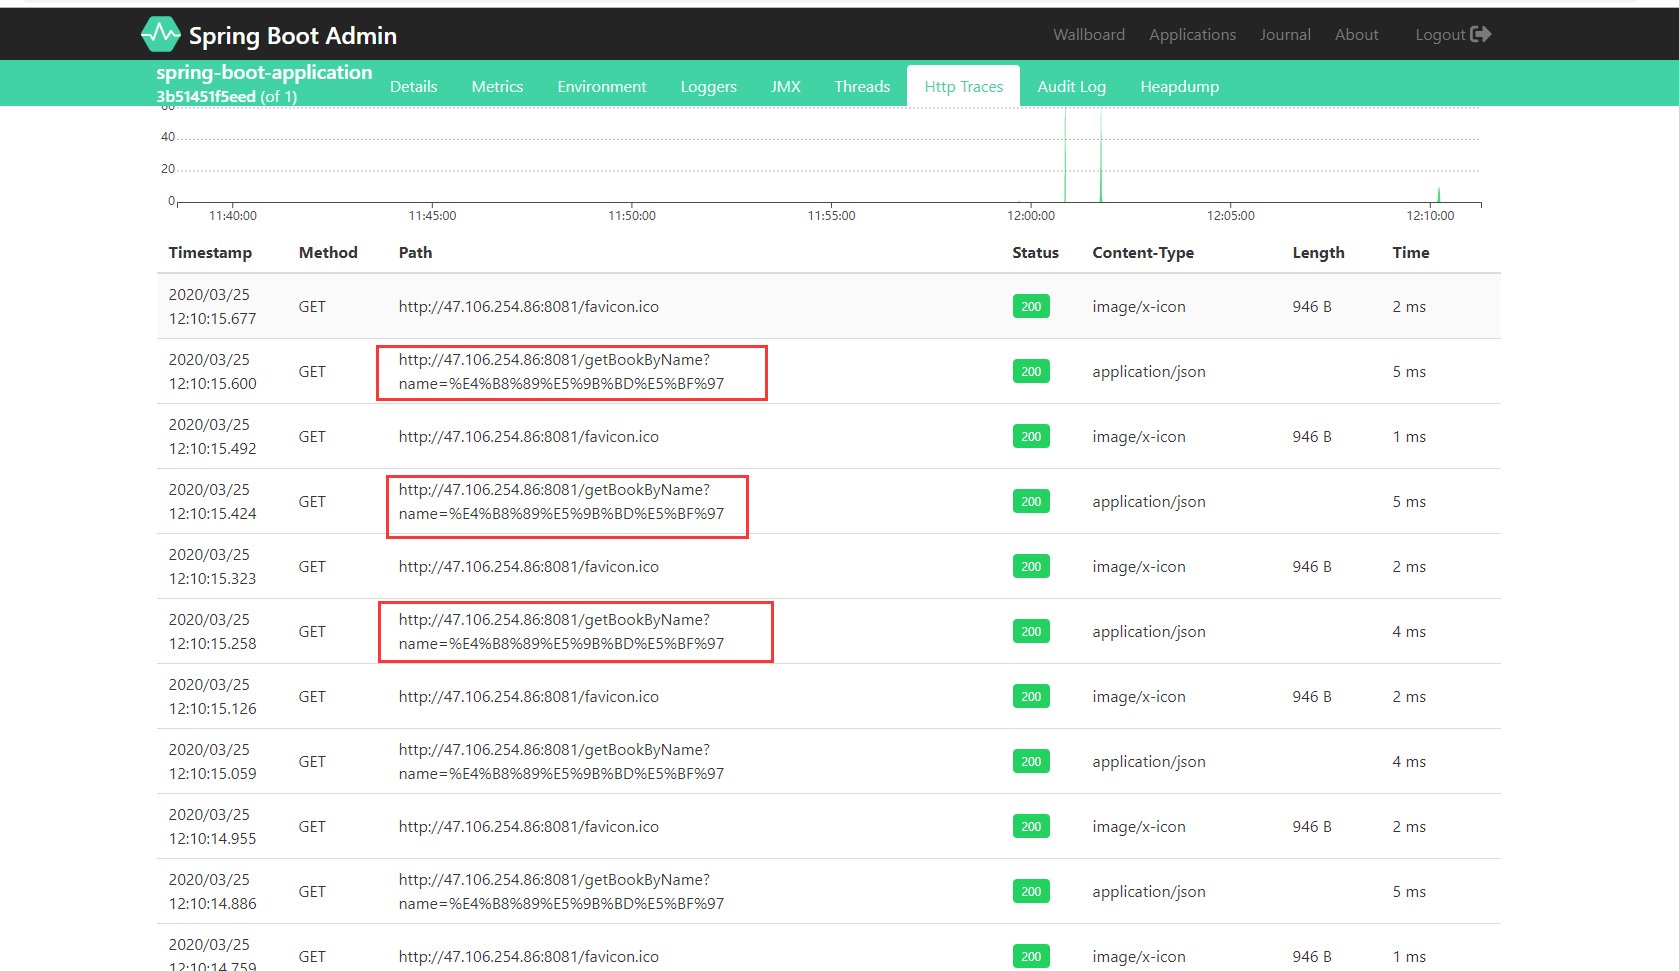 Spring Boot Admin
Wallboard Applications Journal About Logout
spring-boot-application
3b51451f5eed (of 1)
Details Metrics Environment Loggers JMX Threads Http Traces Audit Log Heapdump
60
40
20
0
11:40:00 11:45:00 11:50:00 11:55:00 12:00:00 12:05:00 12:10:00
Timestamp Method Path Status Content-Type Length Time
2020/03/25
12:10:15.677 GET http://47.106.254.86:8081/favicon.ico 200 image/x-icon 946 B 2 ms
2020/03/25 http://47.106.254.86:8081/getBookByName?
12:10:15.600 GET name=%E4%B8%89%E5%9B%BD%E5%BF%97 200 application/json 5 ms
2020/03/25
12:10:15.492 GET http://47.106.254.86:8081/favicon.ico 200 image/x-icon 946 B 1 ms
2020/03/25 http://47.106.254.86:8081/getBookByName?
12:10:15.424 GET name=%E4%B8%89%E5%9B%BD%E5%BF%97 200 application/json 5 ms
2020/03/25
12:10:15.323 GET http://47.106.254.86:8081/favicon.ico 200 image/x-icon 946 B 2 ms
2020/03/25 http://47.106.254.86:8081/getBookByName?
12:10:15.258 GET name=%E4%B8%89%E5%9B%BD%E5%BF%97 200 application/json 4 ms
2020/03/25
12:10:15.126 GET http://47.106.254.86:8081/favicon.ico 200 image/x-icon 946 B 2 ms
2020/03/25 http://47.106.254.86:8081/getBookByName?
12:10:15.059 GET name=%E4%B8%89%E5%9B%BD%E5%BF%97 200 application/json 4 ms
2020/03/25
12:10:14.955 GET http://47.106.254.86:8081/favicon.ico 200 image/x-icon 946 B 2 ms
2020/03/25 http://47.106.254.86:8081/getBookByName?
12:10:14.886 GET name=%E4%B8%89%E5%9B%BD%E5%BF%97 200 application/json 5 ms
2020/03/25
12:10:14.759 GET http://47.106.254.86:8081/favicon.ico 200 image/x-icon 946 B 1 ms